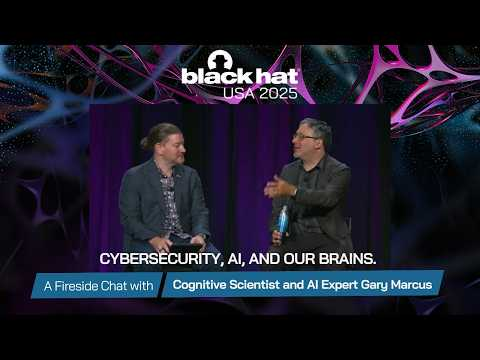 black hat
USA 2025
CYBERSECURITY, AI, AND OUR BRAINS.
A Fireside Chat with
Cognitive Scientist and AI Expert Gary Marcus